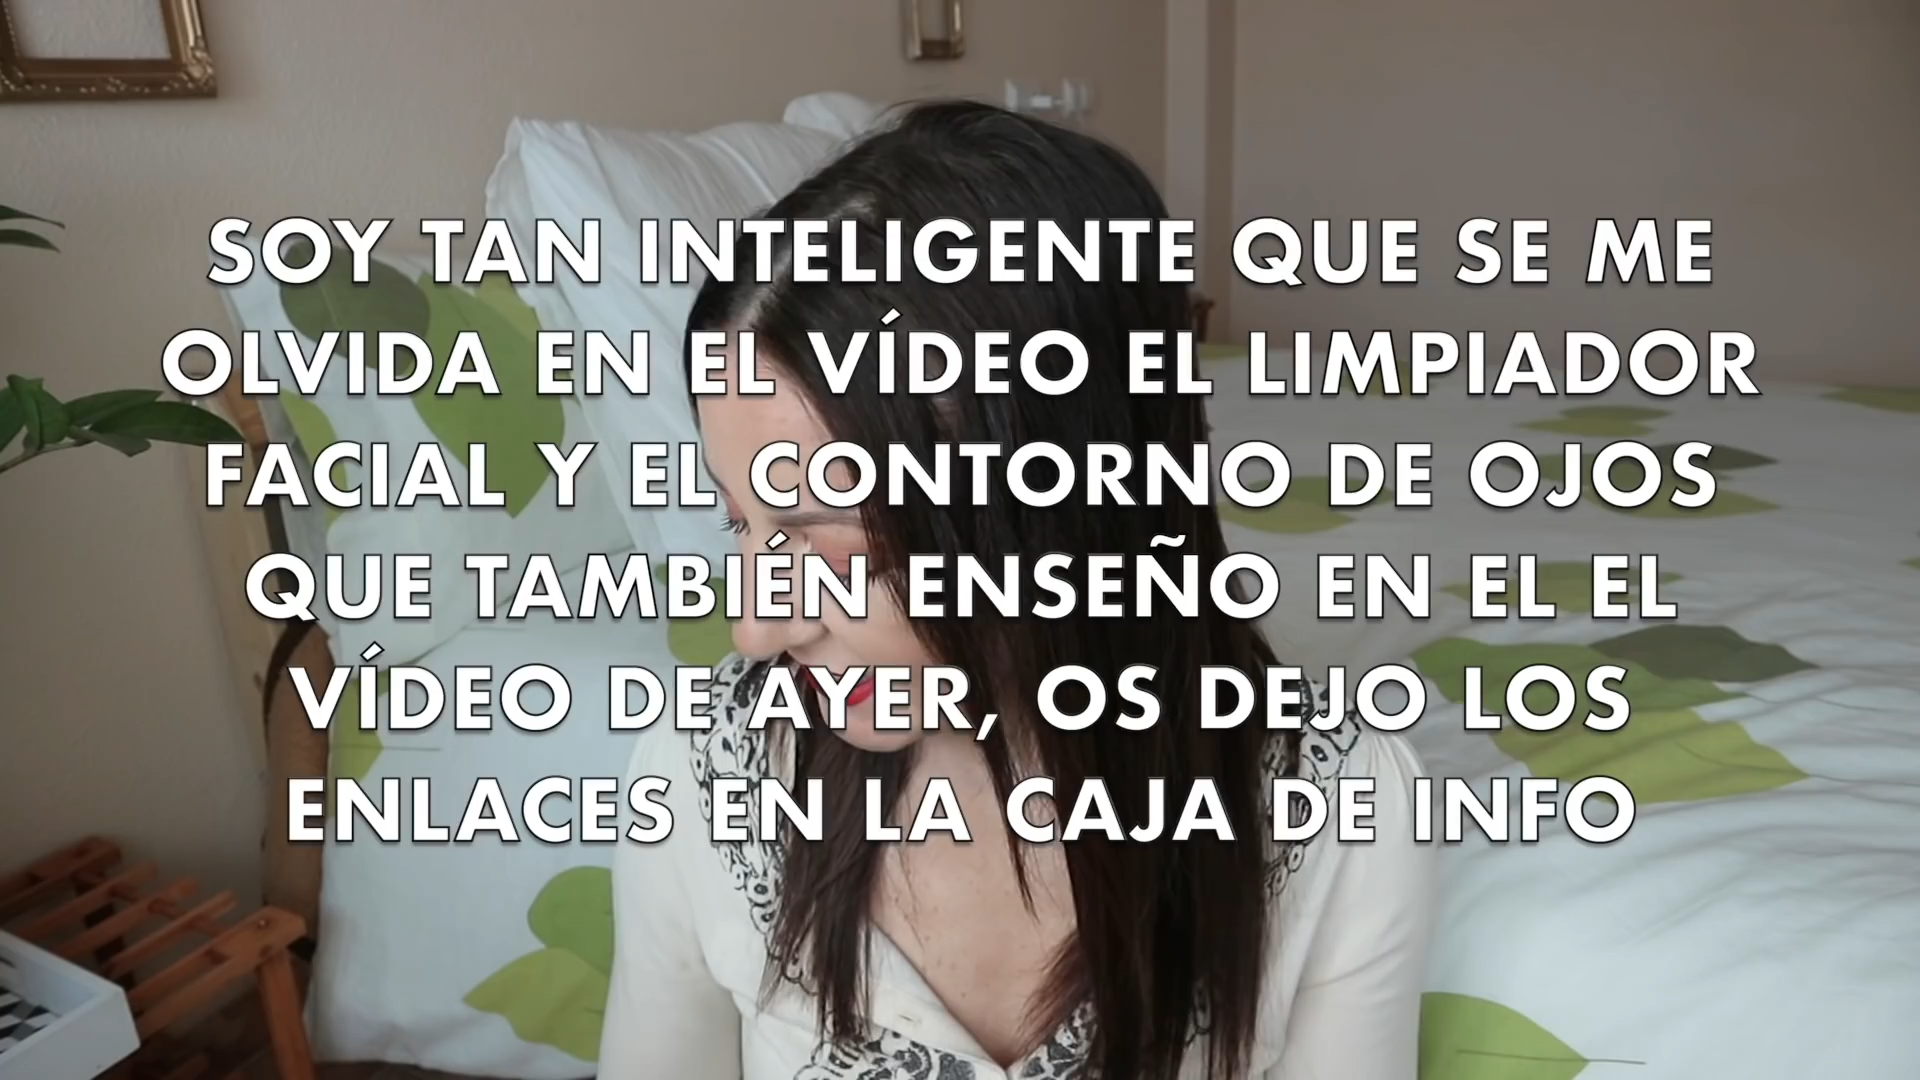 SOY TAN INTELIGENTE QUE SE ME
OLVIDA EN EL VÍDEO EL LIMPIADOR
FACIAL Y EL CONTORNO DE OJOS
QUE TAMBIÉN ENSEÑO EN EL EL
VÍDEO DE AYER, OS DEJO LOS
ENLACES EN LA CAJA DE INFO